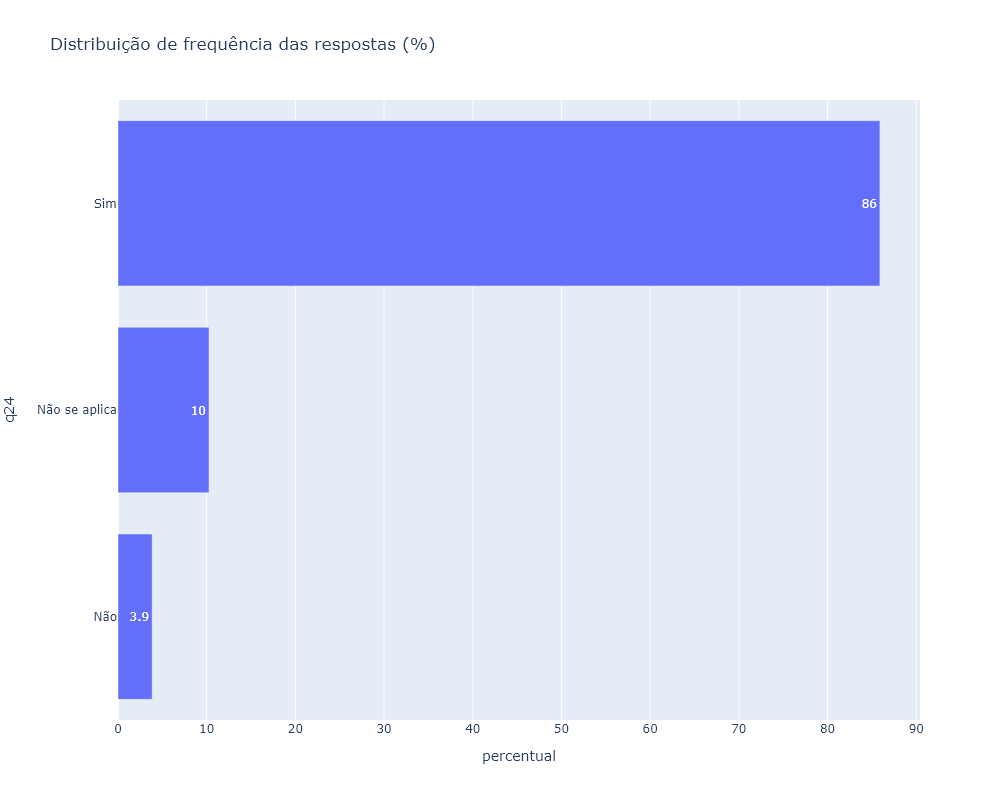 Distribuição de frequência das respostas (%)
Sim
86
Não se aplica
10
Não
3.9
q24
0 10 20 30 40 50 60 70 80 90
percentual